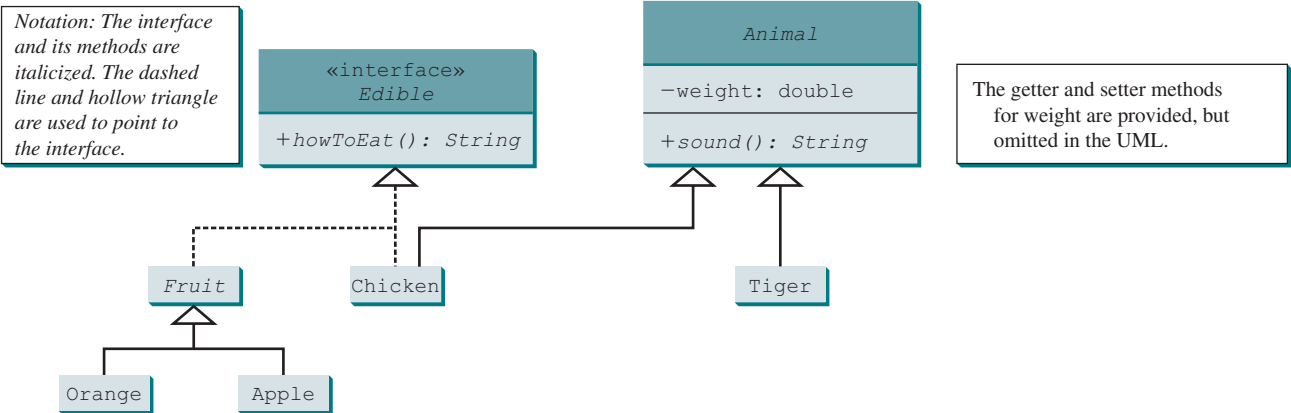 Notation: The interface
and its methods are
italicized. The dashed
line and hollow triangle
are used to point to
the interface.
«interface»
Edible
+howToEat(): String
Animal
-weight: double
+sound(): String
The getter and setter methods
for weight are provided, but
omitted in the UML.
Fruit
Chicken
Tiger
Orange
Apple